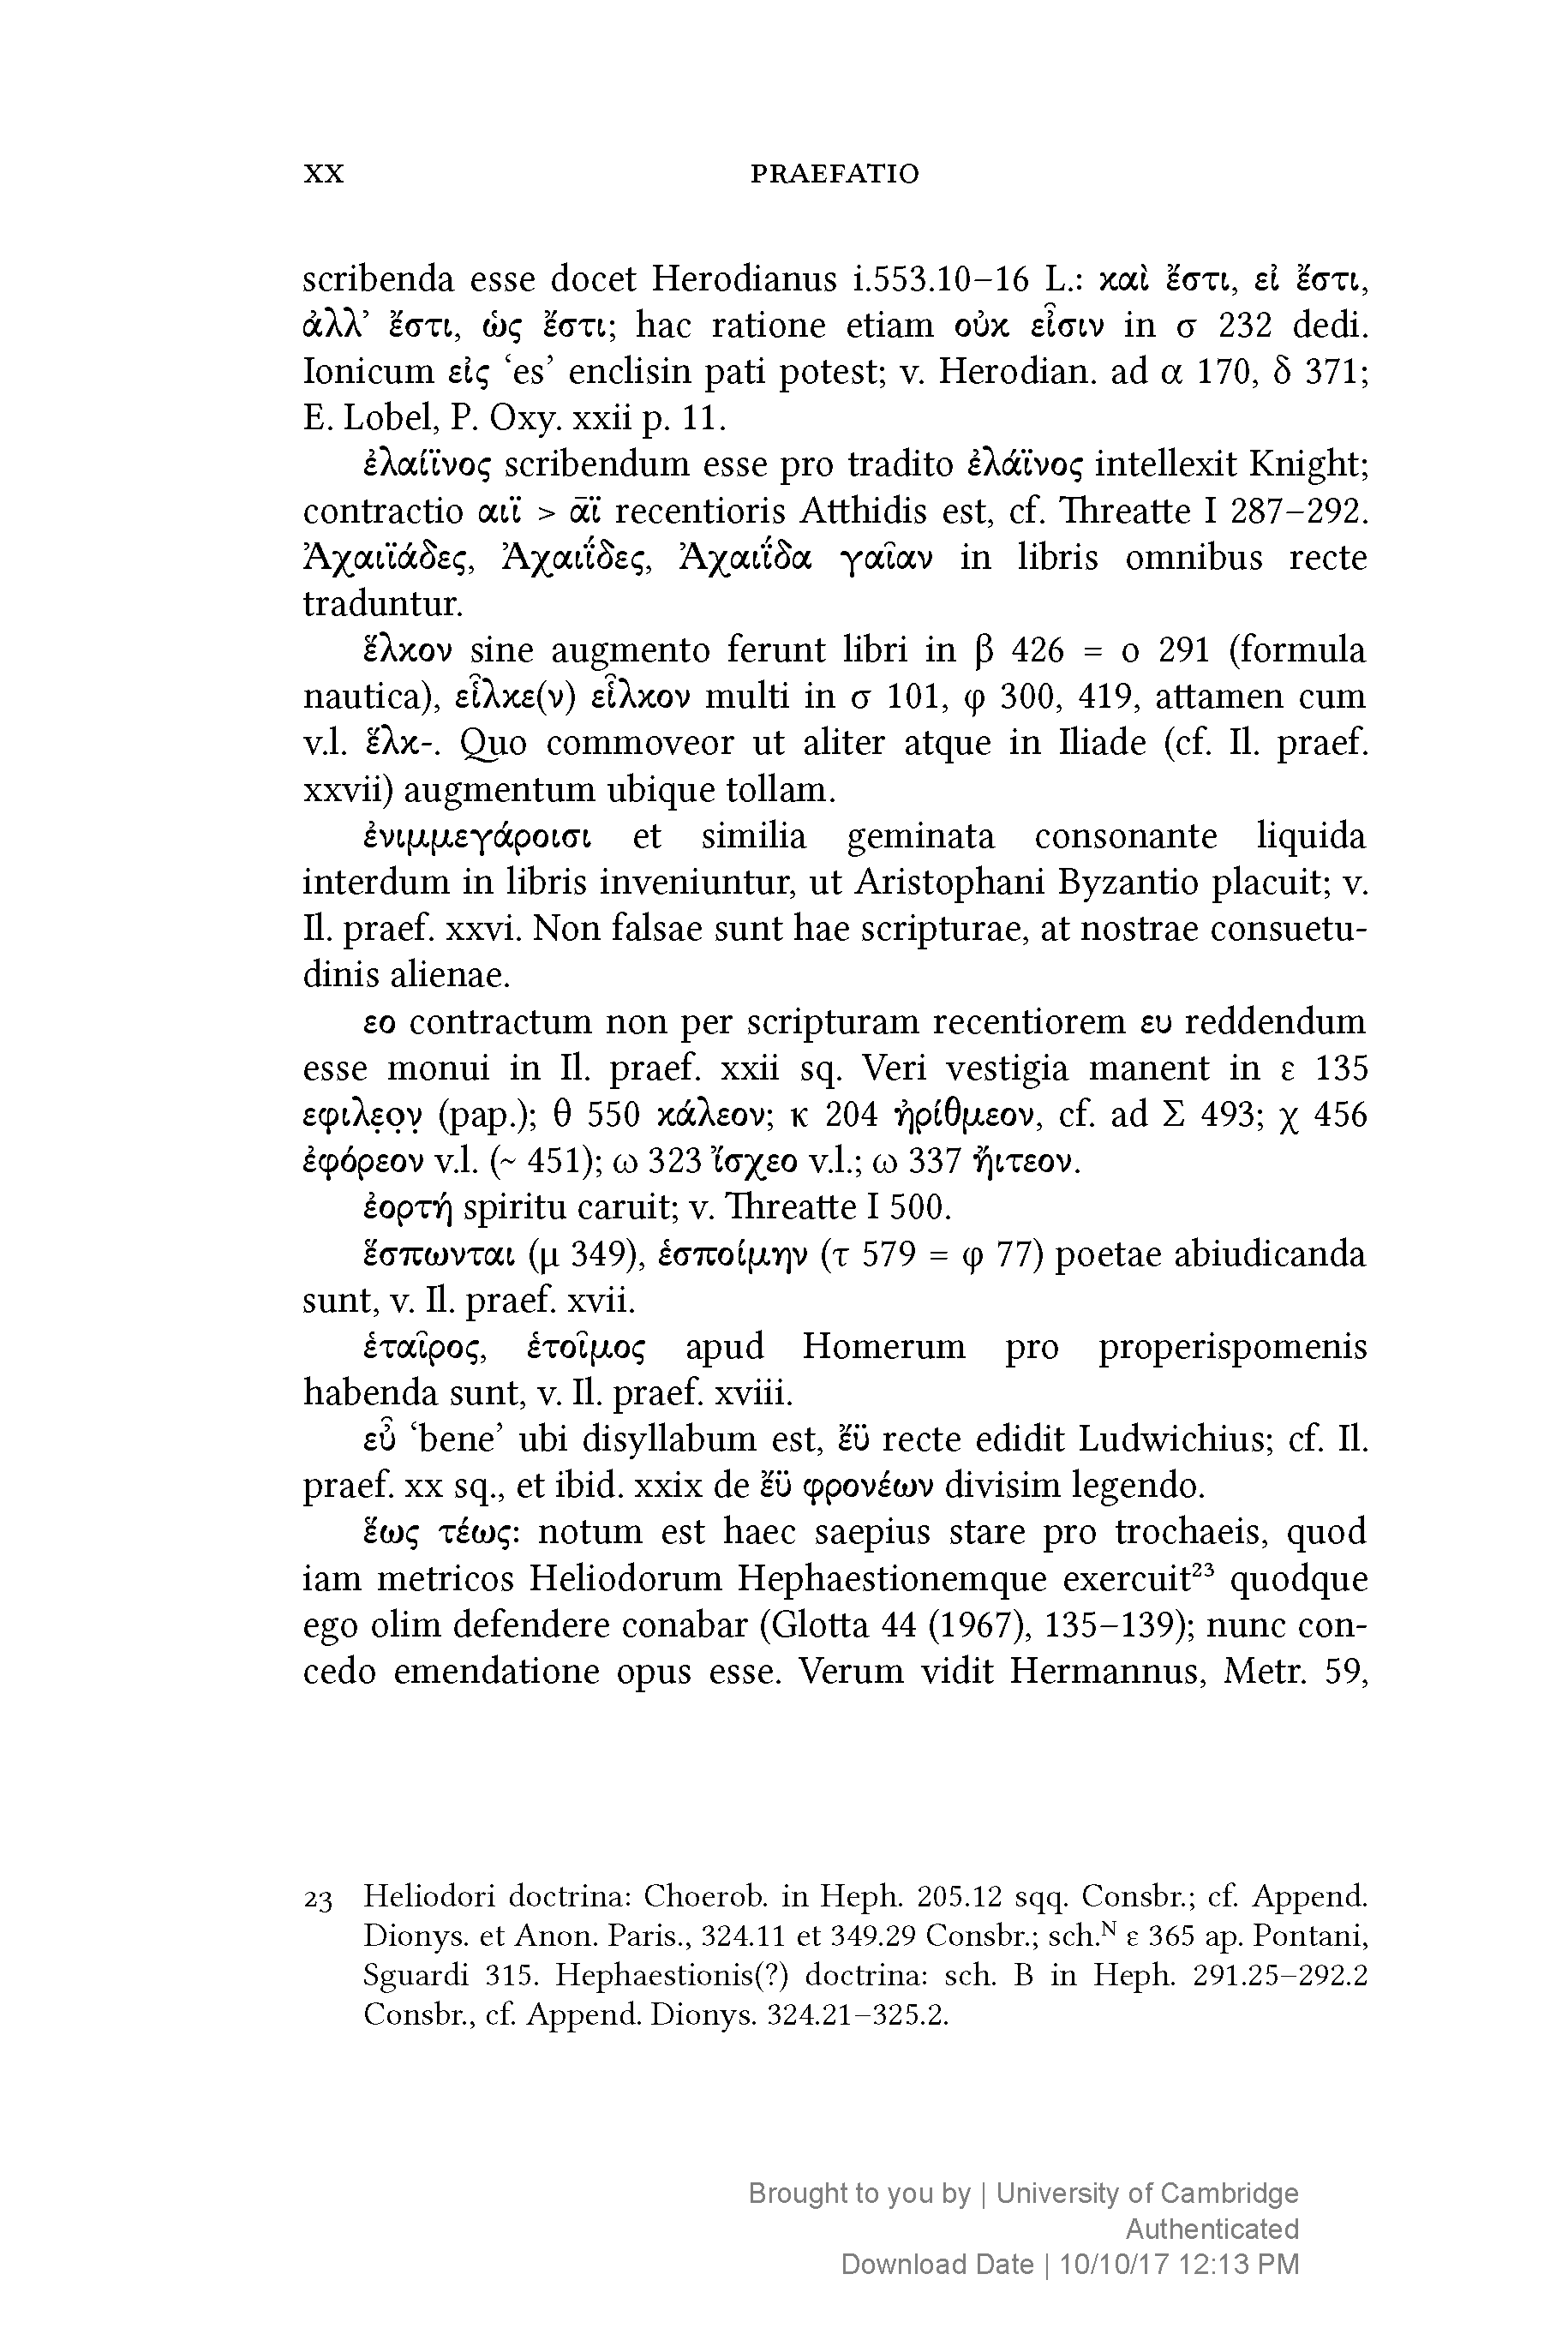 xx PRAEFATIO
scribenda esse docet Herodianus i.553.10–16 L.: καὶ ἔστι, εἰ ἔστι,
ἀλλ’ ἔστι, ὡς ἔστι; hac ratione etiam οὐκ εἶσιν in σ 232 dedi.
Ionicum εἰς ‘es’ enclisin pati potest; v. Herodian. ad α 170, δ 371;
E. Lobel, P. Oxy. xxii p. 11.
ἐλαίϊνος scribendum esse pro tradito ἐλάϊνος intellexit Knight;
contractio αιϊ > ᾱϊ recentioris Atthidis est, cf. Threatte I 287–292.
Ἀχαιϊάδες, Ἀχαιΐδες, Ἀχαιΐδα γαῖαν in libris omnibus recte
traduntur.
ἕλκον sine augmento ferunt libri in β 426 = ο 291 (formula
nautica), εἷλκε(ν) εἷλκον multi in σ 101, φ 300, 419, attamen cum
v.l. ἕλκ-. Quo commoveor ut aliter atque in Iliade (cf. Il. praef.
xxvii) augmentum ubique tollam.
ἐνιμμεγάροισι et similia geminata consonante liquida
interdum in libris inveniuntur, ut Aristophani Byzantio placuit; v.
Il. praef. xxvi. Non falsae sunt hae scripturae, at nostrae consuetu-
dinis alienae.
εο contractum non per scripturam recentiorem ευ reddendum
esse monui in Il. praef. xxii sq. Veri vestigia manent in ε 135
εφιλε̣ο̣ν̣ (pap.); θ 550 κάλεον; κ 204 ἠρίθμεον, cf. ad Σ 493; χ 456
ἐφόρεον v.l. (~ 451); ω 323 ἴσχεο v.l.; ω 337 ἤιτεον.
ἑορτή spiritu caruit; v. Threatte I 500.
ἕσπωνται (μ 349), ἑσποίμην (τ 579 = φ 77) poetae abiudicanda
sunt, v. Il. praef. xvii.
ἑταῖρος, ἑτοῖμος apud Homerum pro properispomenis
habenda sunt, v. Il. praef. xviii.
εὖ ‘bene’ ubi disyllabum est, ἔϋ recte edidit Ludwichius; cf. Il.
praef. xx sq., et ibid. xxix de ἔϋ φρονέων divisim legendo.
ἕως τέως: notum est haec saepius stare pro trochaeis, quod
iam metricos Heliodorum Hephaestionemque exercuit²³ quodque
ego olim defendere conabar (Glotta 44 (1967), 135–139); nunc con-
cedo emendatione opus esse. Verum vidit Hermannus, Metr. 59,
23 Heliodori doctrina: Choerob. in Heph. 205.12 sqq. Consbr.; cf. Append.
Dionys. et Anon. Paris., 324.11 et 349.29 Consbr.; sch.ᴺ ε 365 ap. Pontani,
Sguardi 315. Hephaestionis(?) doctrina: sch. B in Heph. 291.25–292.2
Consbr., cf. Append. Dionys. 324.21–325.2.
Brought to you by | University of Cambridge
Authenticated
Download Date | 10/10/17 12:13 PM